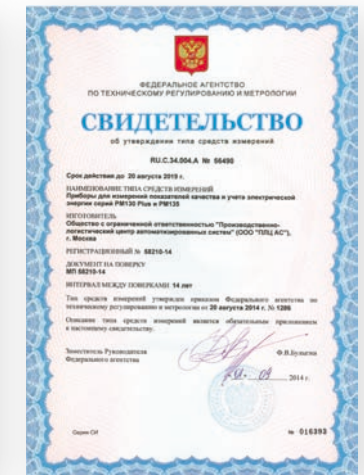 ФЕДЕРАЛЬНОЕ АГЕНТСТВО
ПО ТЕХНИЧЕСКОМУ РЕГУЛИРОВАНИЮ И МЕТРОЛОГИИ
СВИДЕТЕЛЬСТВО
об утверждении типа средств измерений
RU.C.34.004.A № 56490
Срок действия до 20 августа 2019 г.
НАИМЕНОВАНИЕ ТИПА СРЕДСТВ ИЗМЕРЕНИЙ
Приборы для измерений показателей качества и учета электрической
энергии серий PM130 Plus и PM135
ИЗГОТОВИТЕЛЬ
Общество с ограниченной ответственностью "Производственно-
логистический центр автоматизированных систем" (ООО "ПЛЦ АС"),
г. Москва
РЕГИСТРАЦИОННЫЙ № 58210-14
ДОКУМЕНТ НА ПОВЕРКУ
МП 58210-14
ИНТЕРВАЛ МЕЖДУ ПОВЕРКАМИ 14 лет
Тип средств измерений утвержден приказом Федерального агентства по
техническому регулированию и метрологии от 20 августа 2014 г. № 1286
Описание типа средств измерений является обязательным приложением
к настоящему свидетельству.
Заместитель Руководителя
Федерального агентства
Ф.В.Булыгин
2014 г.
Серия СИ
№ 016393